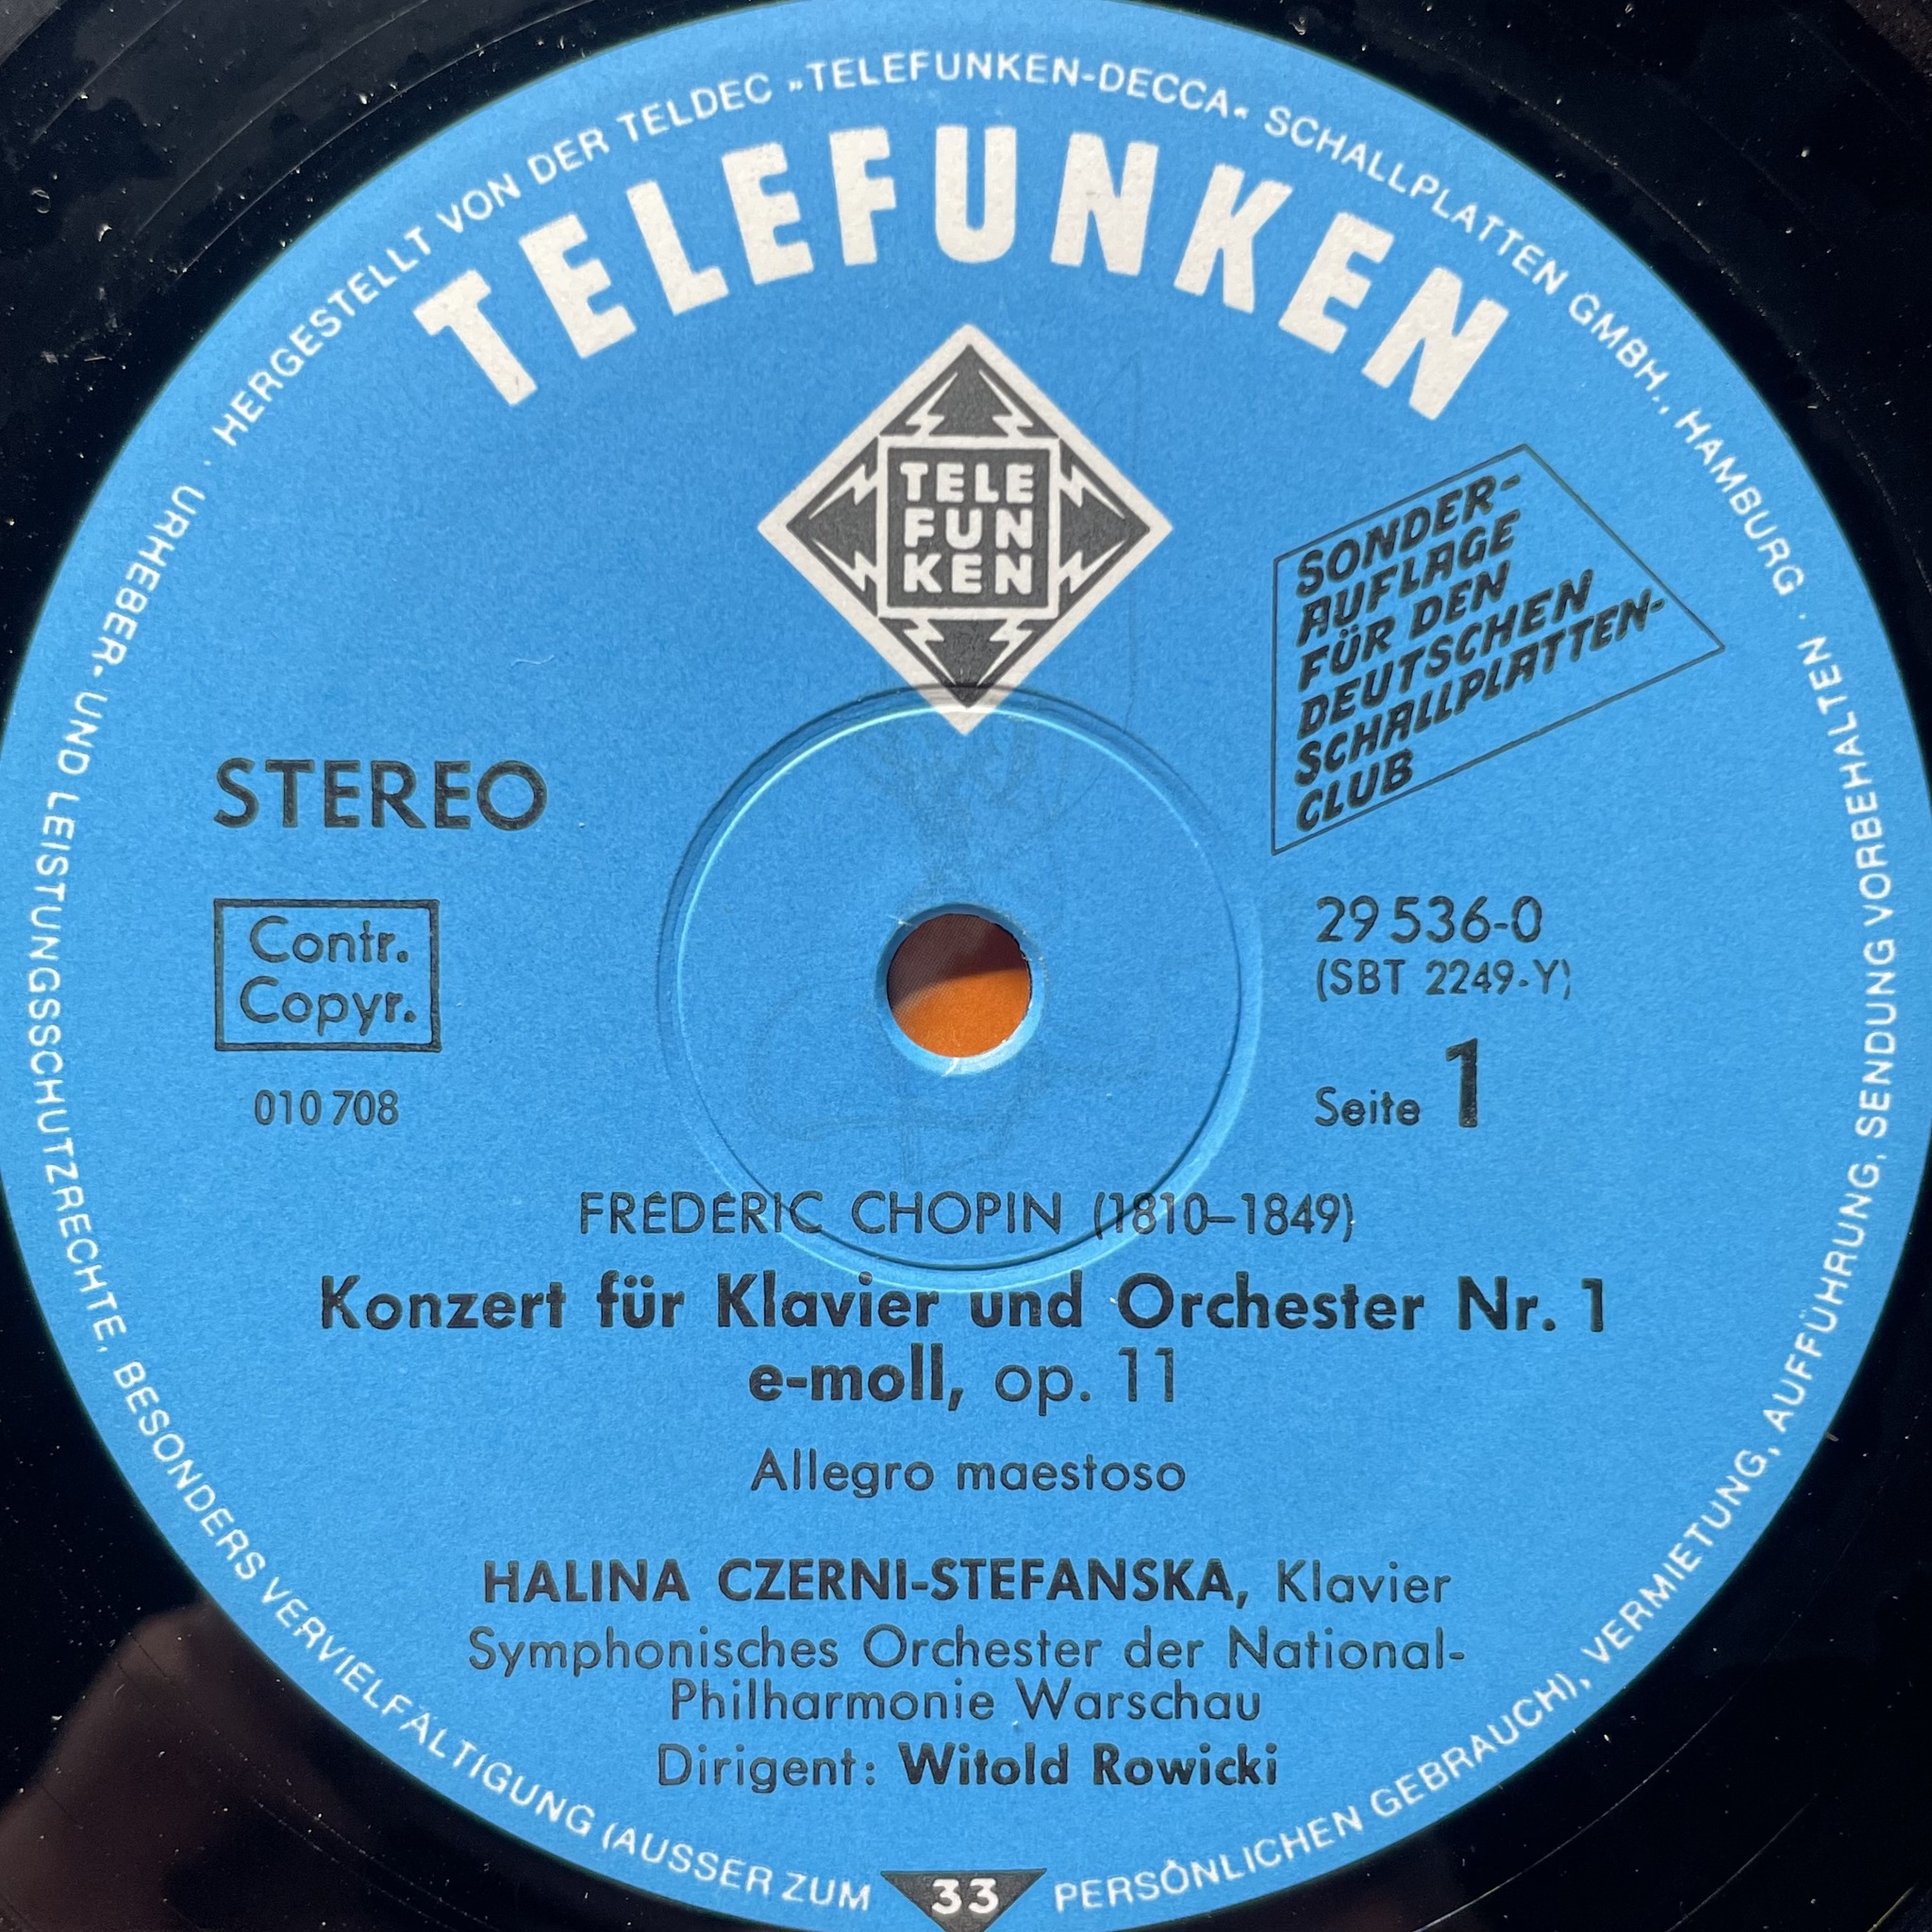 HERGESTELLT VON DER TELDEC »TELEFUNKEN-DECCA« SCHALLPLATTEN GMBH., HAMBURG · URHEBER- UND LEISTUNGSSCHUTZRECHTE, BESONDERS VERVIELFÄLTIGUNG (AUSSER ZUM PERSÖNLICHEN GEBRAUCH), VERMIETUNG, AUFFÜHRUNG, SENDUNG VORBEHALTEN ·
TELEFUNKEN
TELE
FUN
KEN
SONDER-
AUFLAGE
FÜR DEN
DEUTSCHEN
SCHALLPLATTEN-
CLUB
STEREO
Contr.
Copyr.
010 708
29 536-0
(SBT 2249-Y)
Seite 1
FRÉDÉRIC CHOPIN (1810–1849)
Konzert für Klavier und Orchester Nr. 1
e-moll, op. 11
Allegro maestoso
HALINA CZERNI-STEFANSKA, Klavier
Symphonisches Orchester der National-
Philharmonie Warschau
Dirigent: Witold Rowicki
33